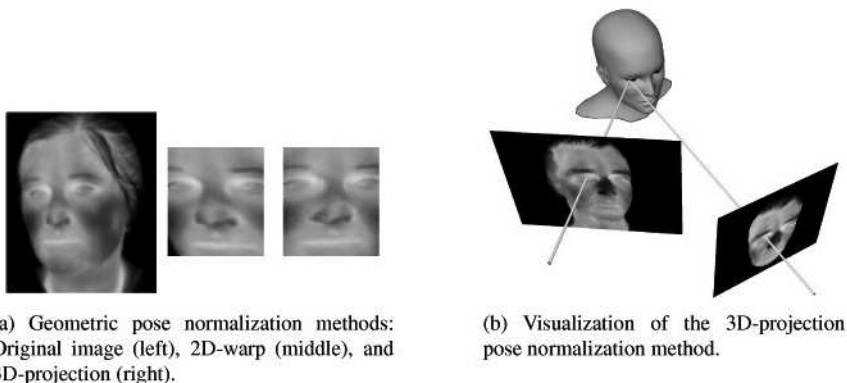 a) Geometric pose normalization methods:
Original image (left), 2D-warp (middle), and
3D-projection (right).
(b) Visualization of the 3D-projection
pose normalization method.